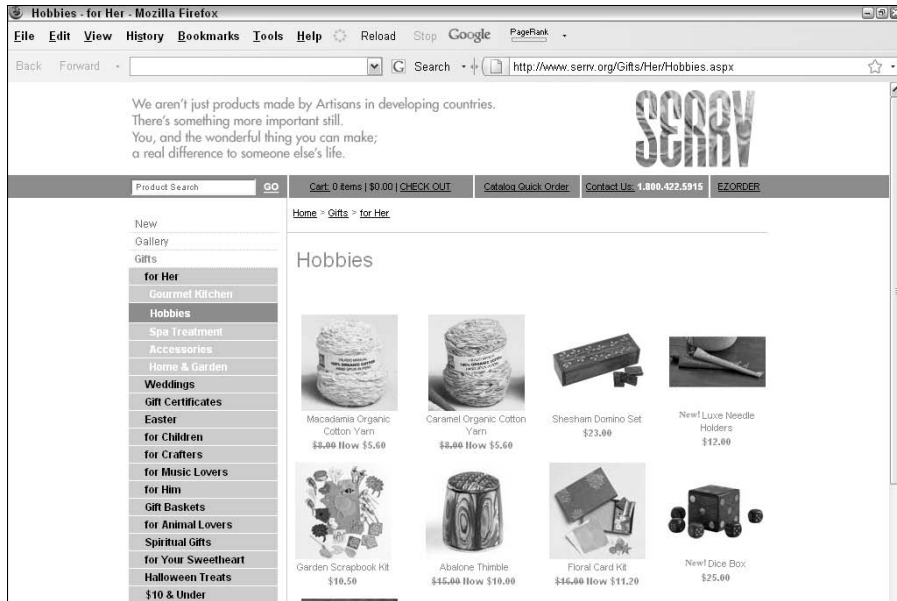 Hobbies - for Her - Mozilla Firefox
File Edit View History Bookmarks Tools Help Reload Stop Google PageRank
Back Forward G Search http://www.serrv.org/Gifts/Her/Hobbies.aspx
We aren't just products made by Artisans in developing countries.
There's something more important still.
You, and the wonderful thing you can make;
a real difference to someone else's life.
SERRV
Product Search GO Cart: 0 items | $0.00 | CHECK OUT Catalog Quick Order Contact Us: 1.800.422.5915 EZORDER
Home > Gifts > for Her
New
Gallery
Gifts
for Her
Gourmet Kitchen
Hobbies
Spa Treatment
Accessories
Home & Garden
Weddings
Gift Certificates
Easter
for Children
for Crafters
for Music Lovers
for Him
Gift Baskets
for Animal Lovers
Spiritual Gifts
for Your Sweetheart
Halloween Treats
$10 & Under
Hobbies
100% ORGANIC COTTON
100% ORGANIC COTTON
Macadamia Organic
Cotton Yarn
$8.00 Now $5.60
Caramel Organic Cotton
Yarn
$8.00 Now $5.60
Shesham Domino Set
$23.00
New! Luxe Needle
Holders
$12.00
Garden Scrapbook Kit
$10.50
Abalone Thimble
$15.00 Now $10.00
Floral Card Kit
$16.00 Now $11.20
New! Dice Box
$25.00